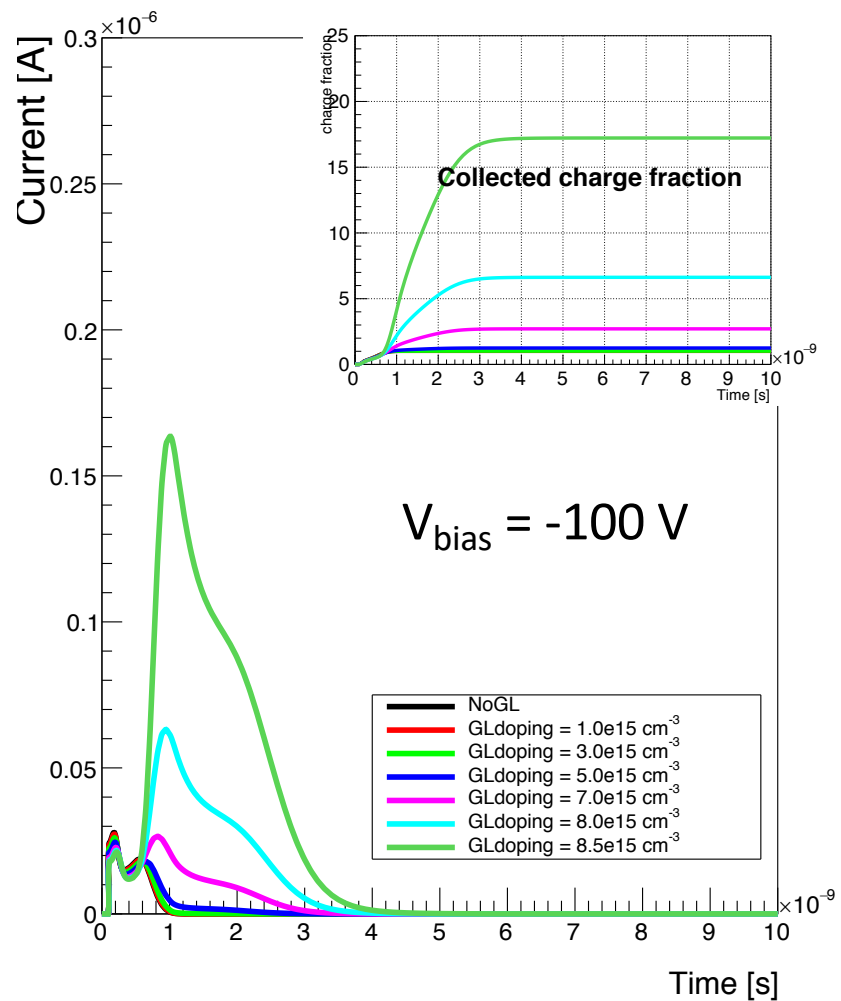 ×10⁻⁶
Current [A]
0.3
0.25
0.2
0.15
0.1
0.05
0
0 1 2 3 4 5 6 7 8 9 10
×10⁻⁹
Time [s]
charge fraction
25
20
15
10
5
0
0 1 2 3 4 5 6 7 8 9 10
×10⁻⁹
Time [s]
Collected charge fraction
V_bias = -100 V
NoGL
GLdoping = 1.0e15 cm⁻³
GLdoping = 3.0e15 cm⁻³
GLdoping = 5.0e15 cm⁻³
GLdoping = 7.0e15 cm⁻³
GLdoping = 8.0e15 cm⁻³
GLdoping = 8.5e15 cm⁻³